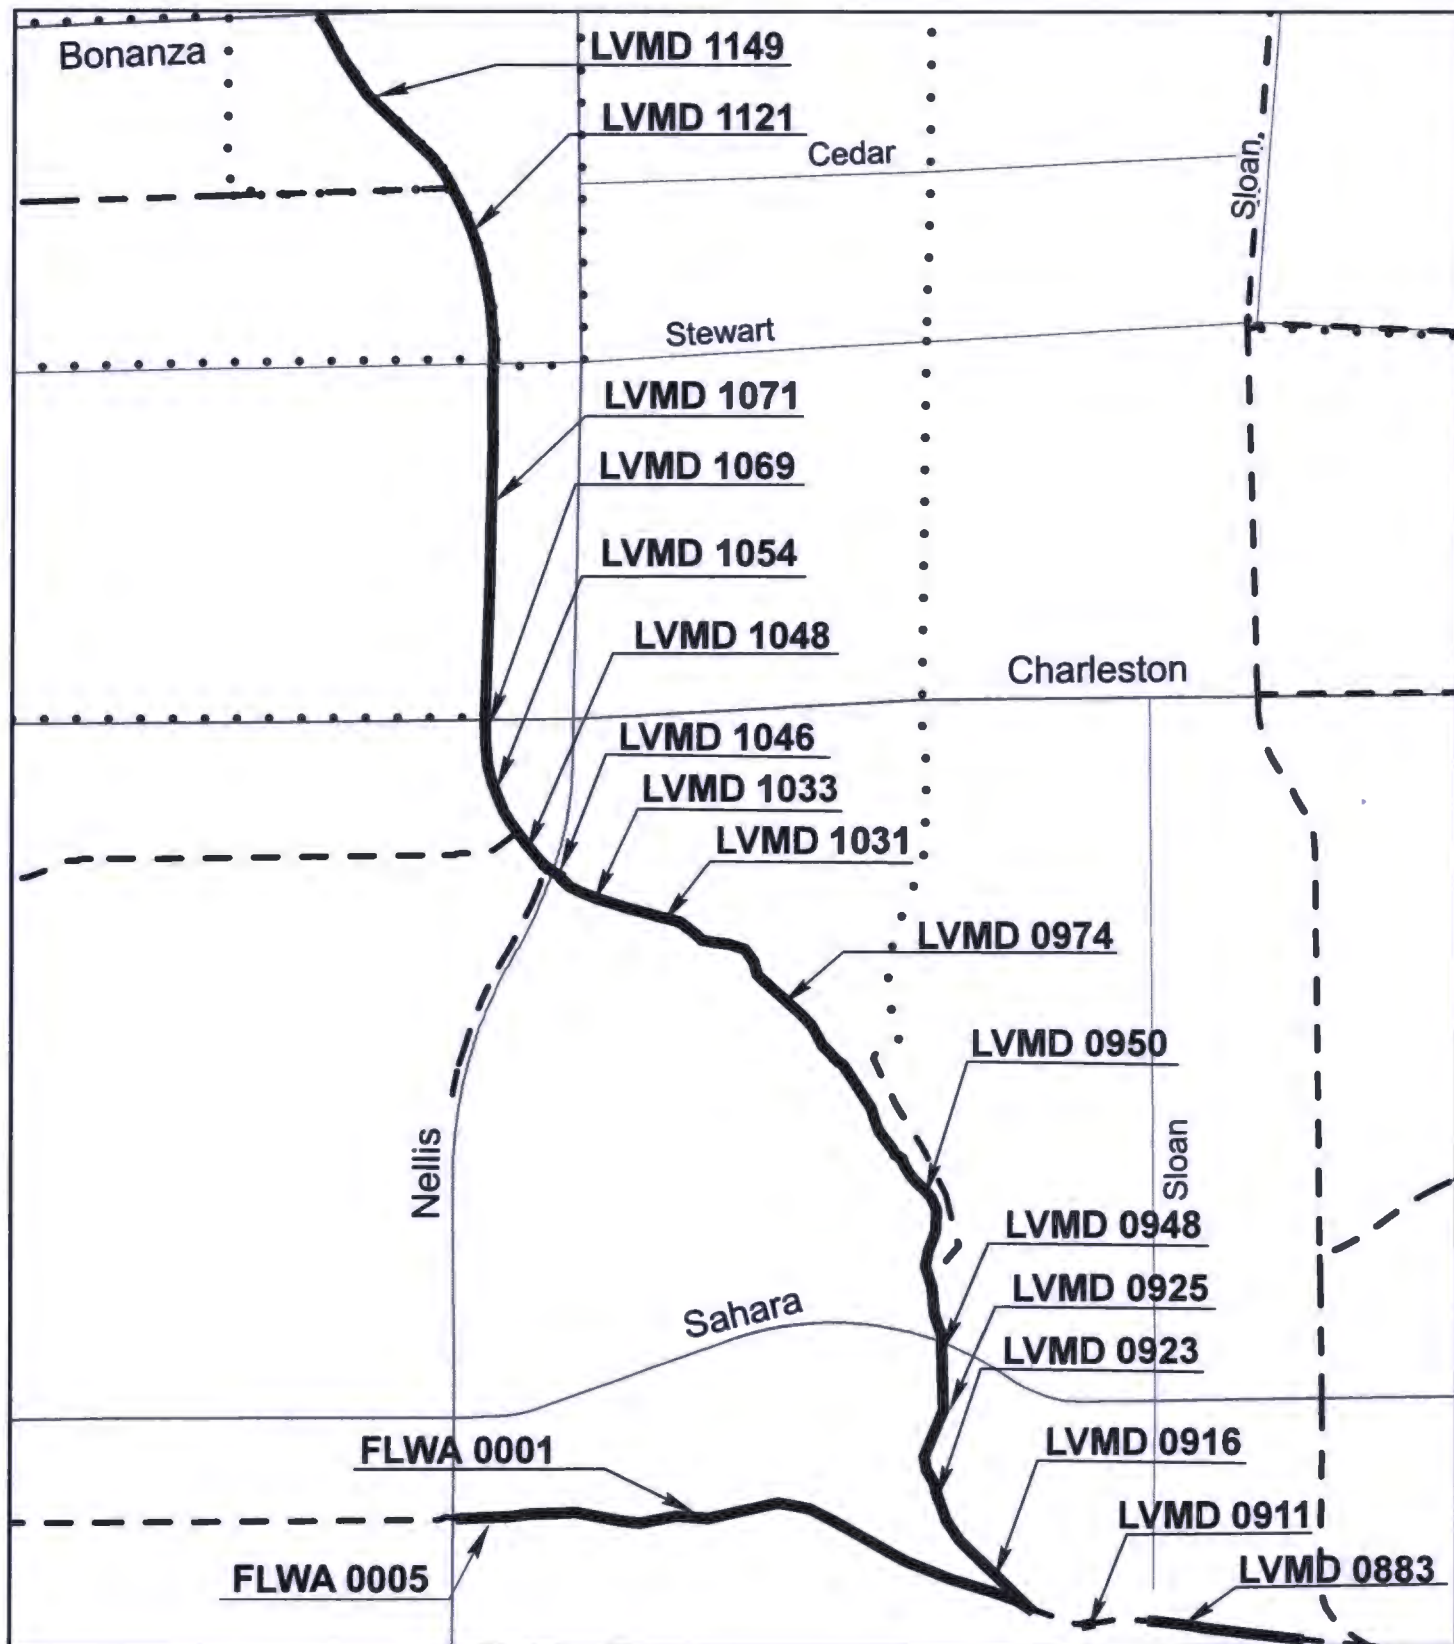 Bonanza
LVMD 1149
LVMD 1121
Cedar
Sloan
Stewart
LVMD 1071
LVMD 1069
LVMD 1054
LVMD 1048
Charleston
LVMD 1046
LVMD 1033
LVMD 1031
LVMD 0974
LVMD 0950
Nellis
Sloan
LVMD 0948
LVMD 0925
Sahara
LVMD 0923
FLWA 0001
LVMD 0916
LVMD 0911
FLWA 0005
LVMD 0883